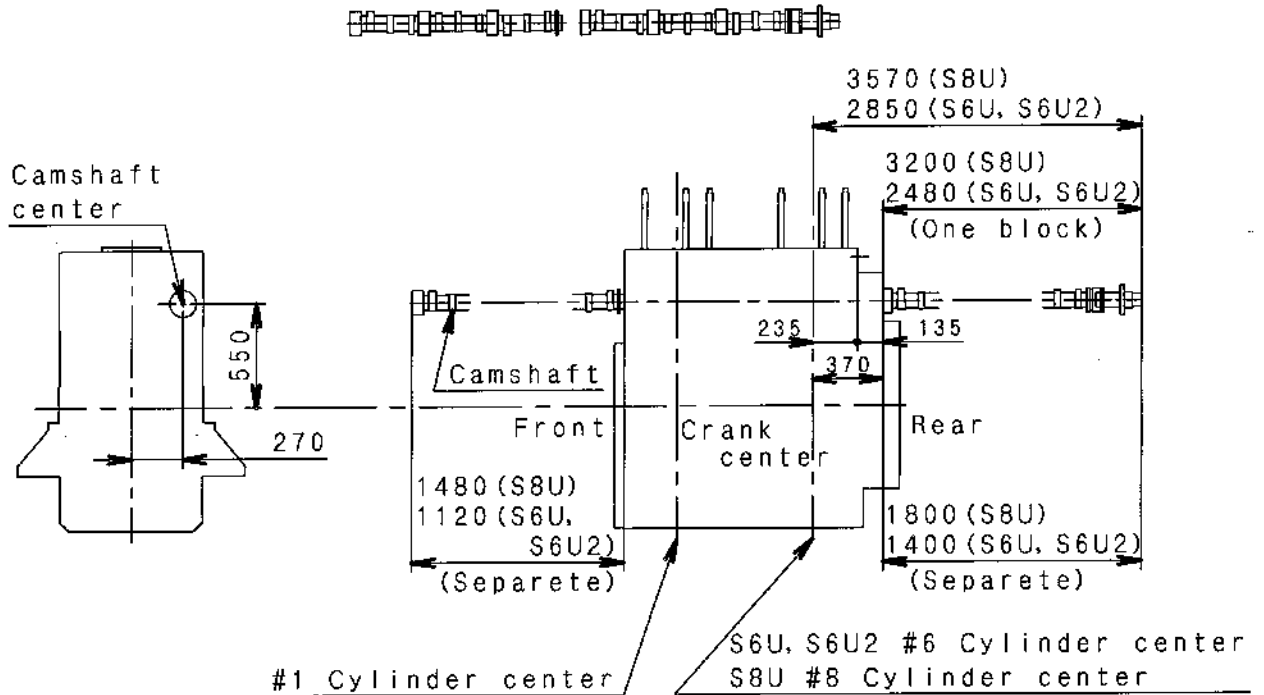 3570(S8U)
2850(S6U, S6U2)
3200(S8U)
2480(S6U, S6U2)
(One block)
Camshaft
center
550
270
235
135
370
Camshaft
Front
Crank
center
Rear
1480(S8U)
1120(S6U,
S6U2)
(Separete)
1800(S8U)
1400(S6U, S6U2)
(Separete)
#1 Cylinder center
S6U, S6U2 #6 Cylinder center
S8U #8 Cylinder center